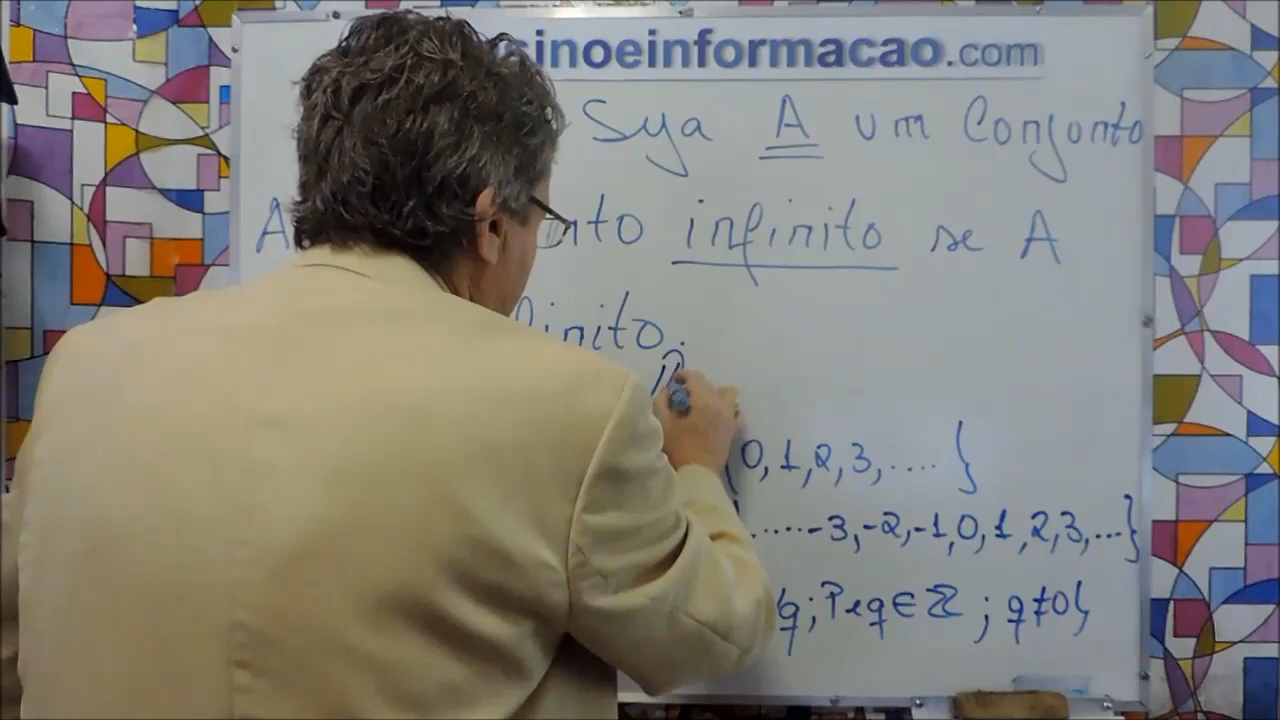 sinoeinformacao.com
Seja A um Conjunto
A nto infinito se A
finito.
{0, 1, 2, 3, .... }
.....-3, -2, -1, 0, 1, 2, 3, ...}
q; P e q ∈ ℤ ; q ≠ 0}